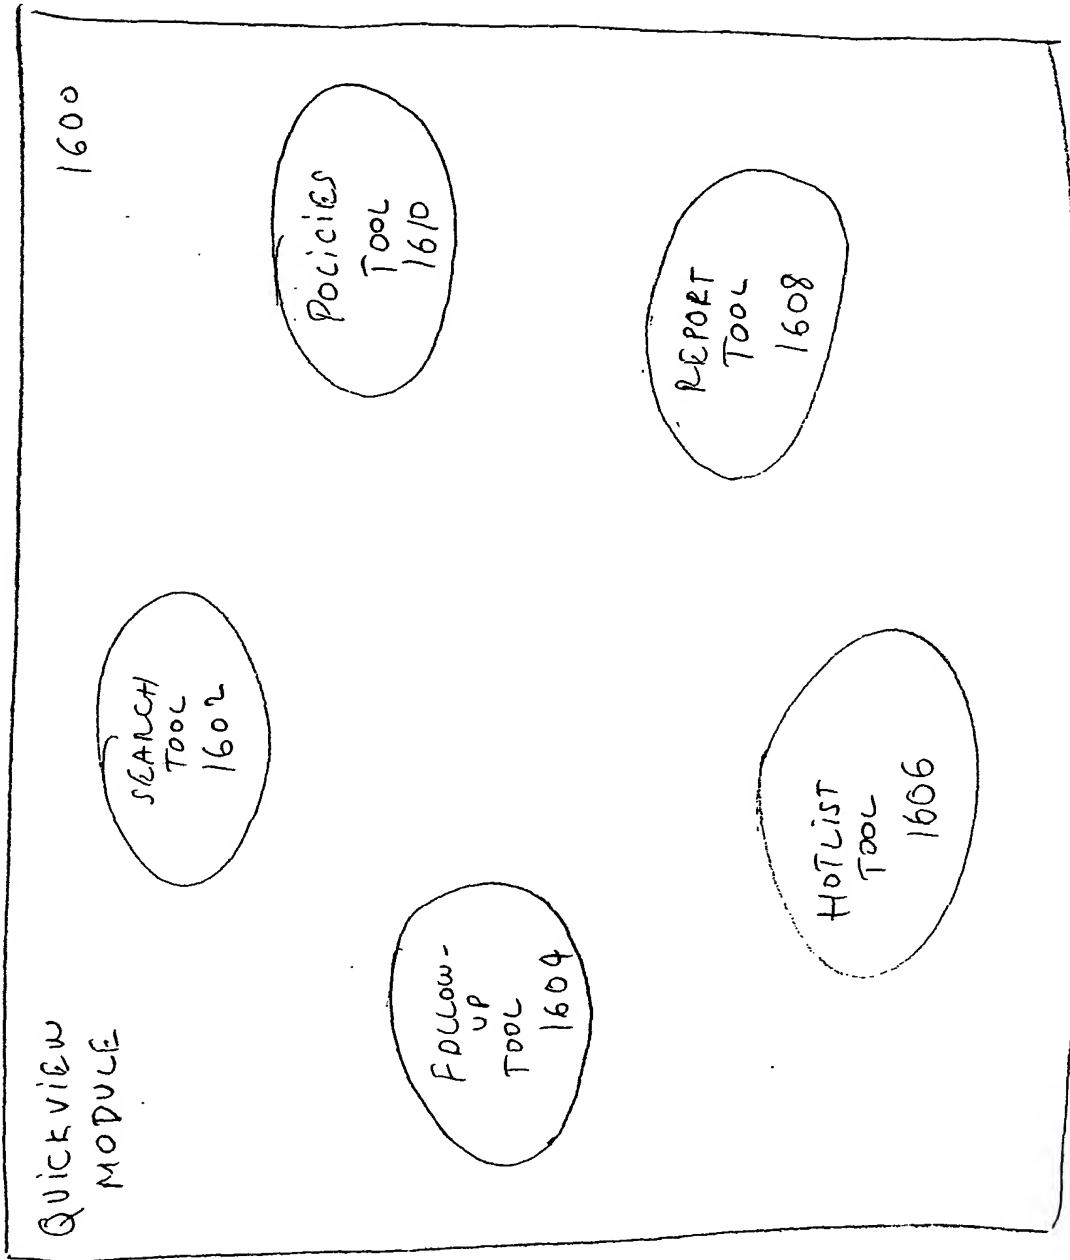 QUICKVIEW
MODULE
1600
SEARCH
TOOL
1602
POLICIES
TOOL
1610
FOLLOW-
UP
TOOL
1604
REPORT
TOOL
1608
HOTLIST
TOOL
1606